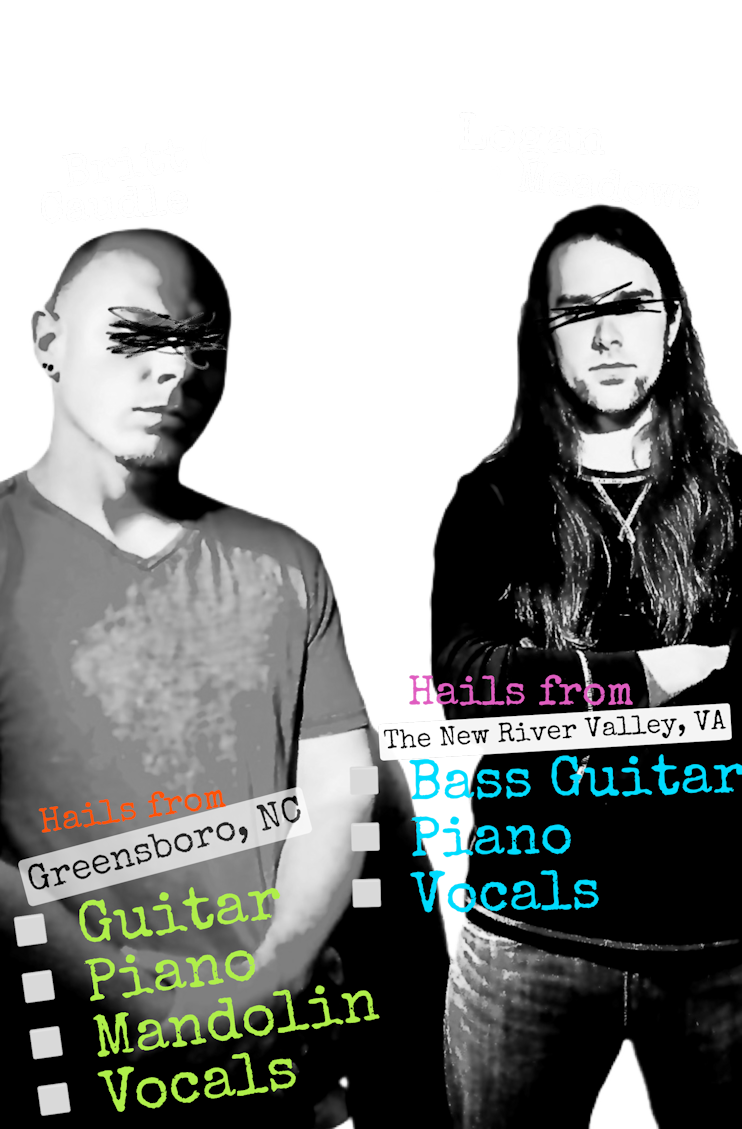 Hails from
The New River Valley, VA
Bass Guitar
Piano
Vocals
Hails from
Greensboro, NC
Guitar
Piano
Mandolin
Vocals